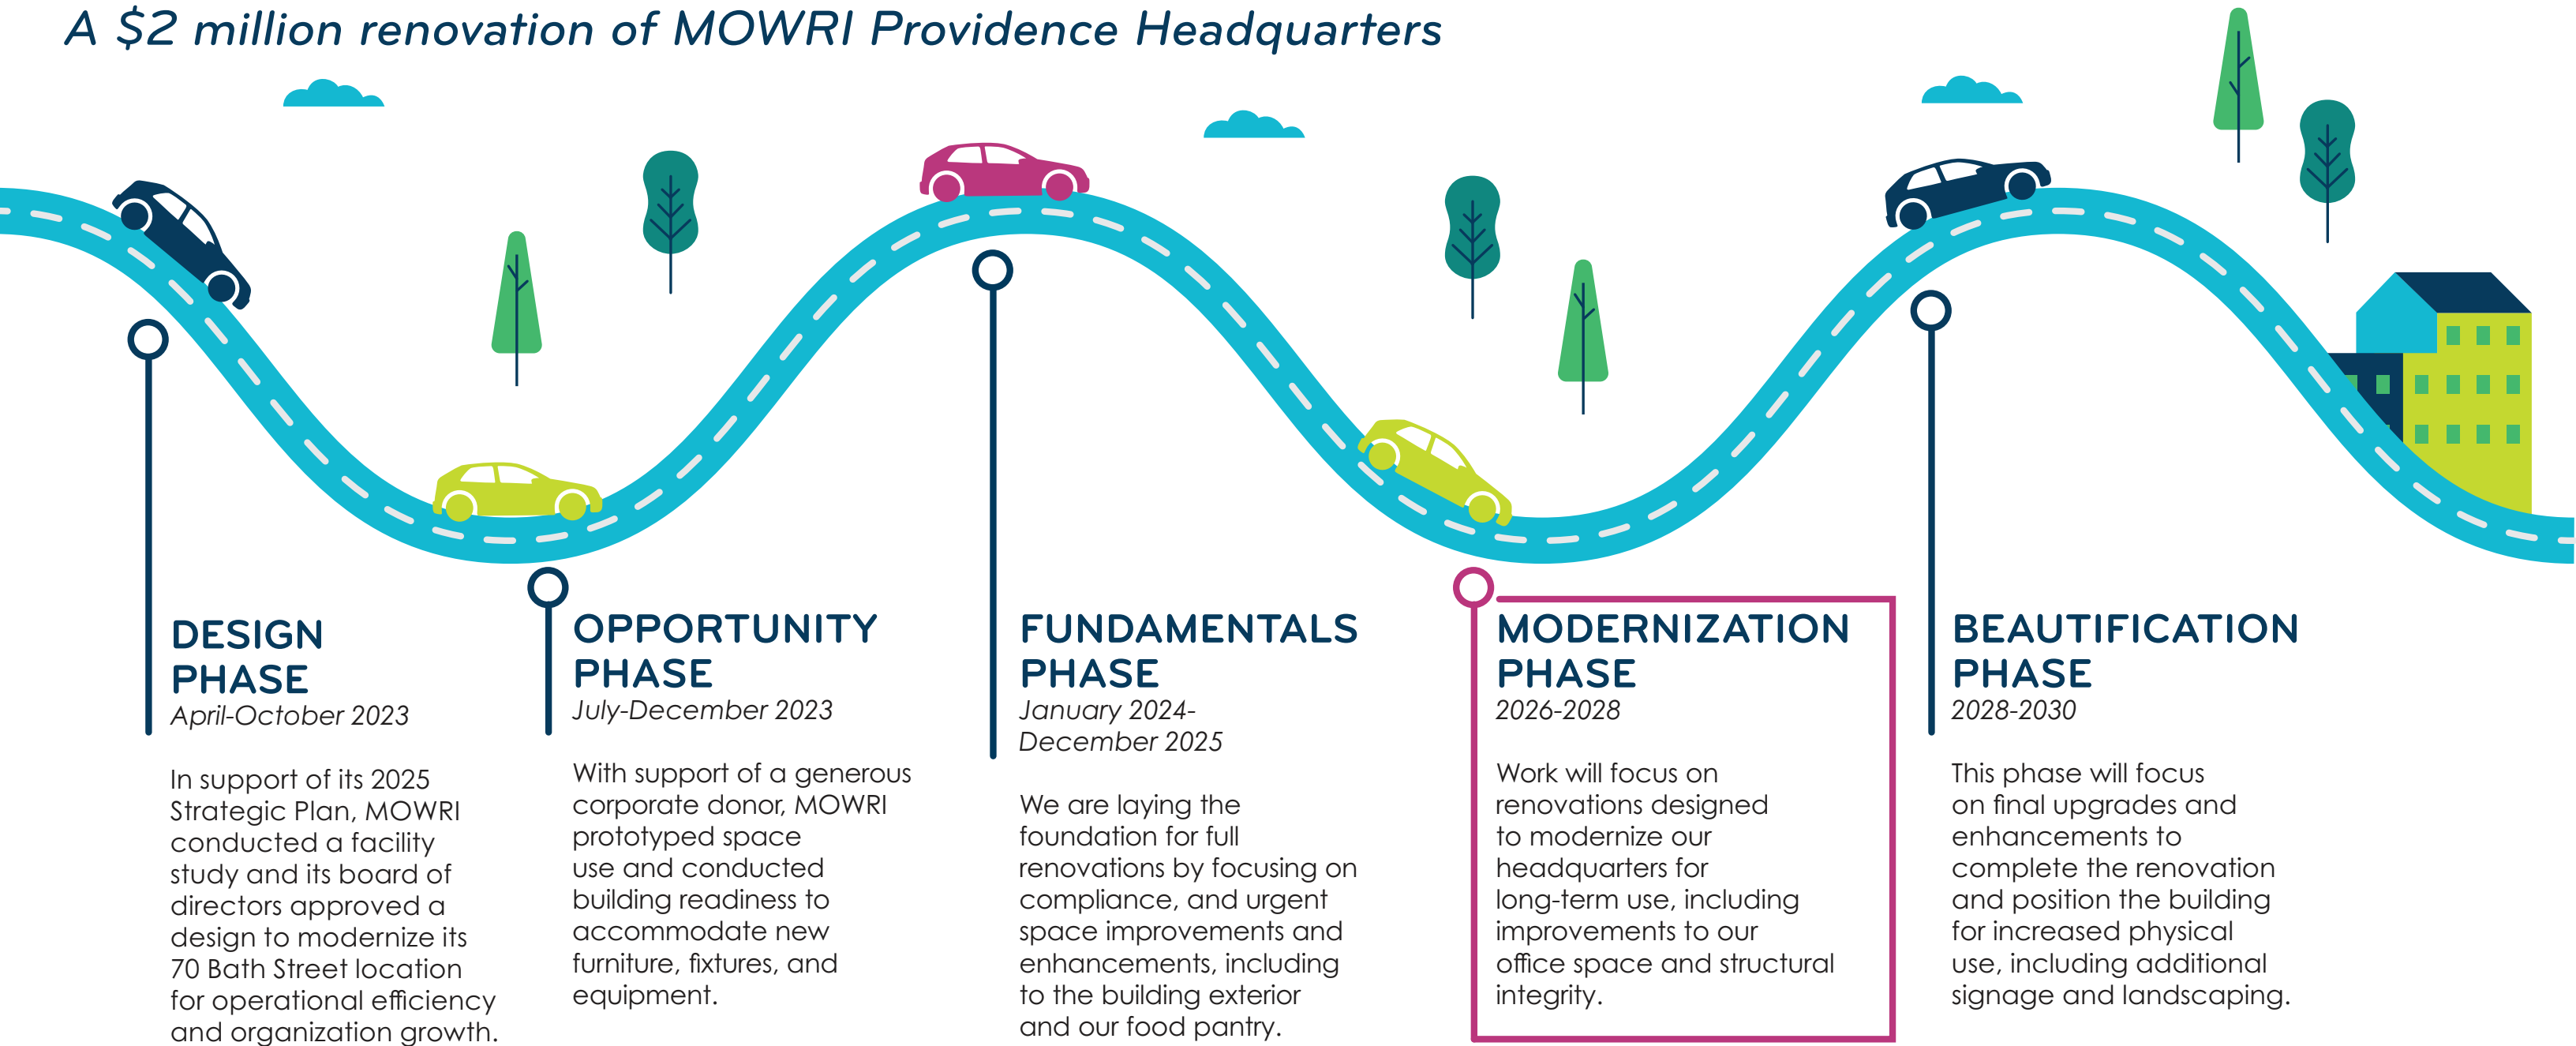 A $2 million renovation of MOWRI Providence Headquarters
DESIGN
PHASE
April-October 2023
In support of its 2025
Strategic Plan, MOWRI
conducted a facility
study and its board of
directors approved a
design to modernize its
70 Bath Street location
for operational efficiency
and organization growth.
OPPORTUNITY
PHASE
July-December 2023
With support of a generous
corporate donor, MOWRI
prototyped space
use and conducted
building readiness to
accommodate new
furniture, fixtures, and
equipment.
FUNDAMENTALS
PHASE
January 2024-
December 2025
We are laying the
foundation for full
renovations by focusing on
compliance, and urgent
space improvements and
enhancements, including
to the building exterior
and our food pantry.
MODERNIZATION
PHASE
2026-2028
Work will focus on
renovations designed
to modernize our
headquarters for
long-term use, including
improvements to our
office space and structural
integrity.
BEAUTIFICATION
PHASE
2028-2030
This phase will focus
on final upgrades and
enhancements to
complete the renovation
and position the building
for increased physical
use, including additional
signage and landscaping.